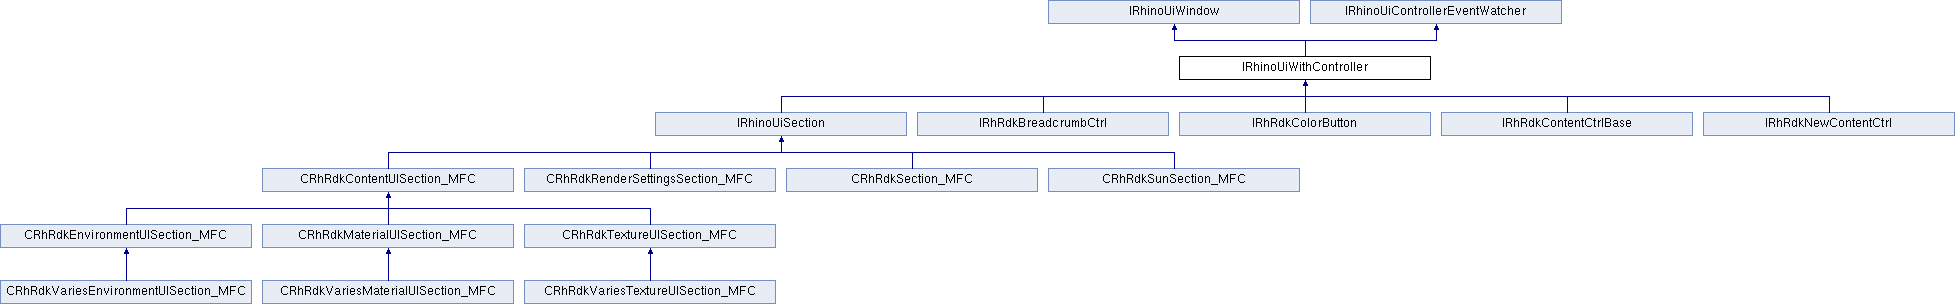 IRhinoUiWindow
IRhinoUiControllerEventWatcher
IRhinoUiWithController
IRhinoUiSection
IRhRdkBreadcrumbCtrl
IRhRdkColorButton
IRhRdkContentCtrlBase
IRhRdkNewContentCtrl
CRhRdkContentUISection_MFC
CRhRdkRenderSettingsSection_MFC
CRhRdkSection_MFC
CRhRdkSunSection_MFC
CRhRdkEnvironmentUISection_MFC
CRhRdkMaterialUISection_MFC
CRhRdkTextureUISection_MFC
CRhRdkVariesEnvironmentUISection_MFC
CRhRdkVariesMaterialUISection_MFC
CRhRdkVariesTextureUISection_MFC